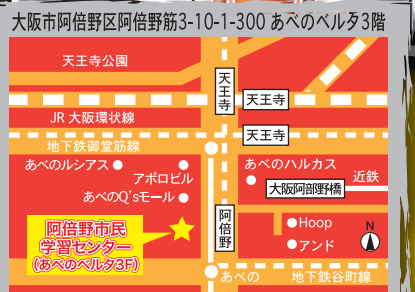 大阪市阿倍野区阿倍野筋3-10-1-300 あべのベルタ3階
天王寺公園
天王寺
天王寺
JR 大阪環状線
天王寺
地下鉄御堂筋線
あべのルシアス
アポロビル
あべのハルカス
近鉄
大阪阿部野橋
あべのQ'sモール
阿倍野
阿倍野市民
学習センター
(あべのベルタ3F)
Hoop
アンド
N
あべの
地下鉄谷町線